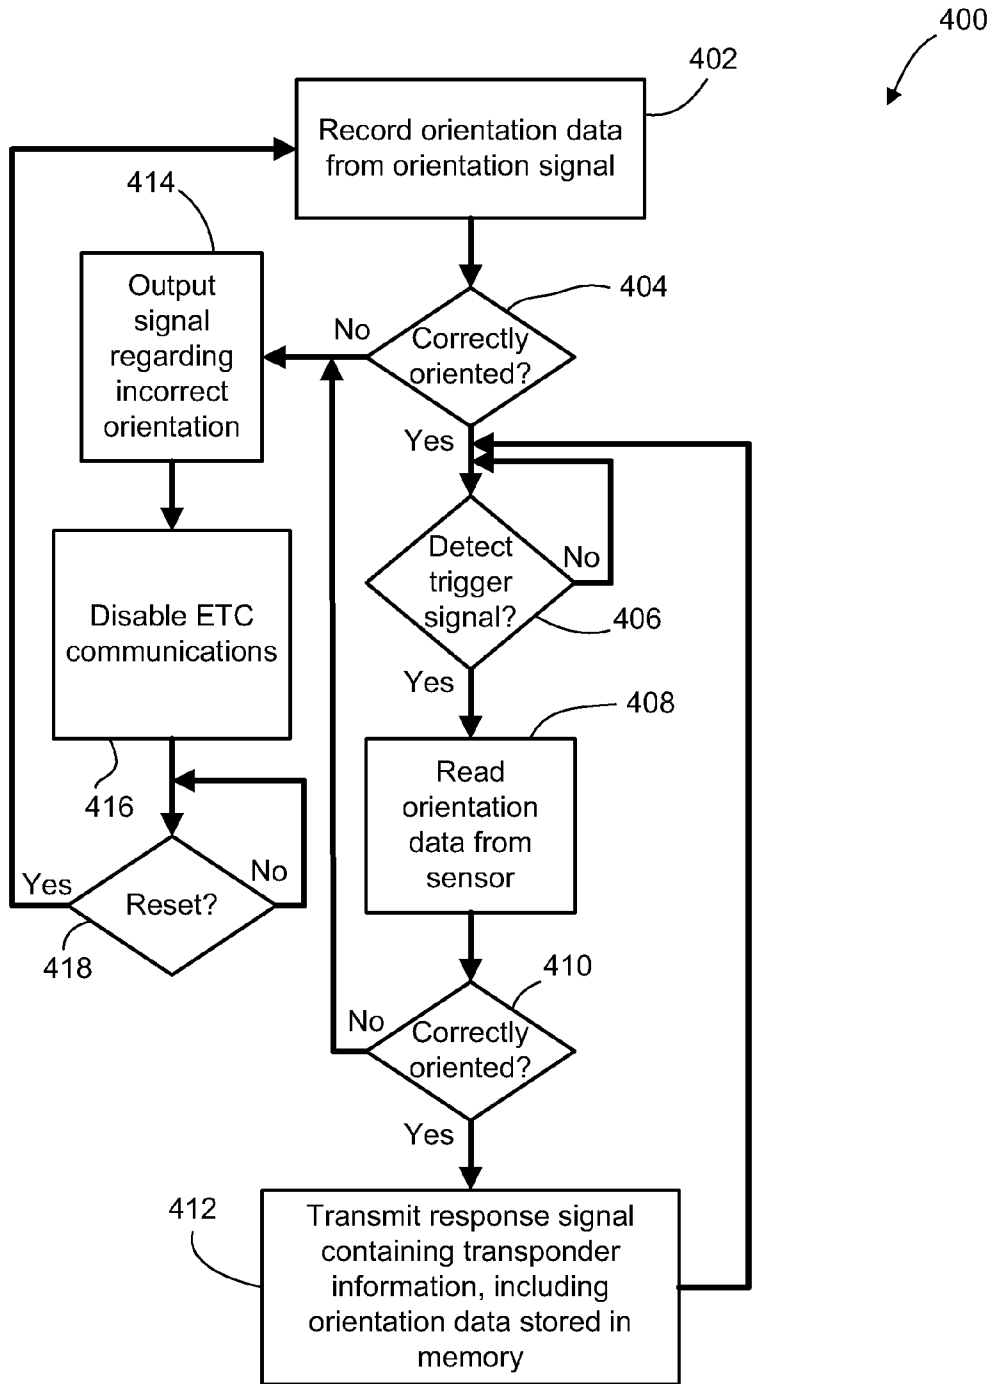 400
402
Record orientation data
from orientation signal
414
Output
signal
regarding
incorrect
orientation
404
No
Correctly
oriented?
Yes
Detect
trigger
signal?
No
406
Yes
Disable ETC
communications
416
408
Read
orientation
data from
sensor
Yes
Reset?
No
418
410
No
Correctly
oriented?
Yes
412
Transmit response signal
containing transponder
information, including
orientation data stored in
memory